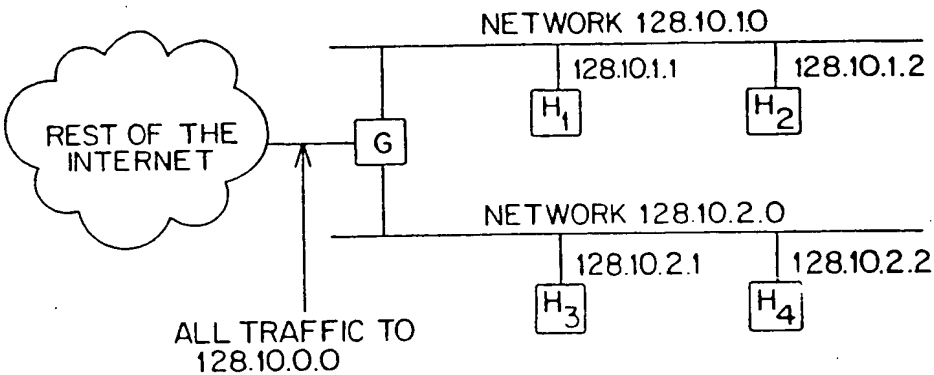 NETWORK 128.10.1.0
128.10.1.1
128.10.1.2
H1
H2
REST OF THE
INTERNET
G
NETWORK 128.10.2.0
128.10.2.1
128.10.2.2
H3
H4
ALL TRAFFIC TO
128.10.0.0